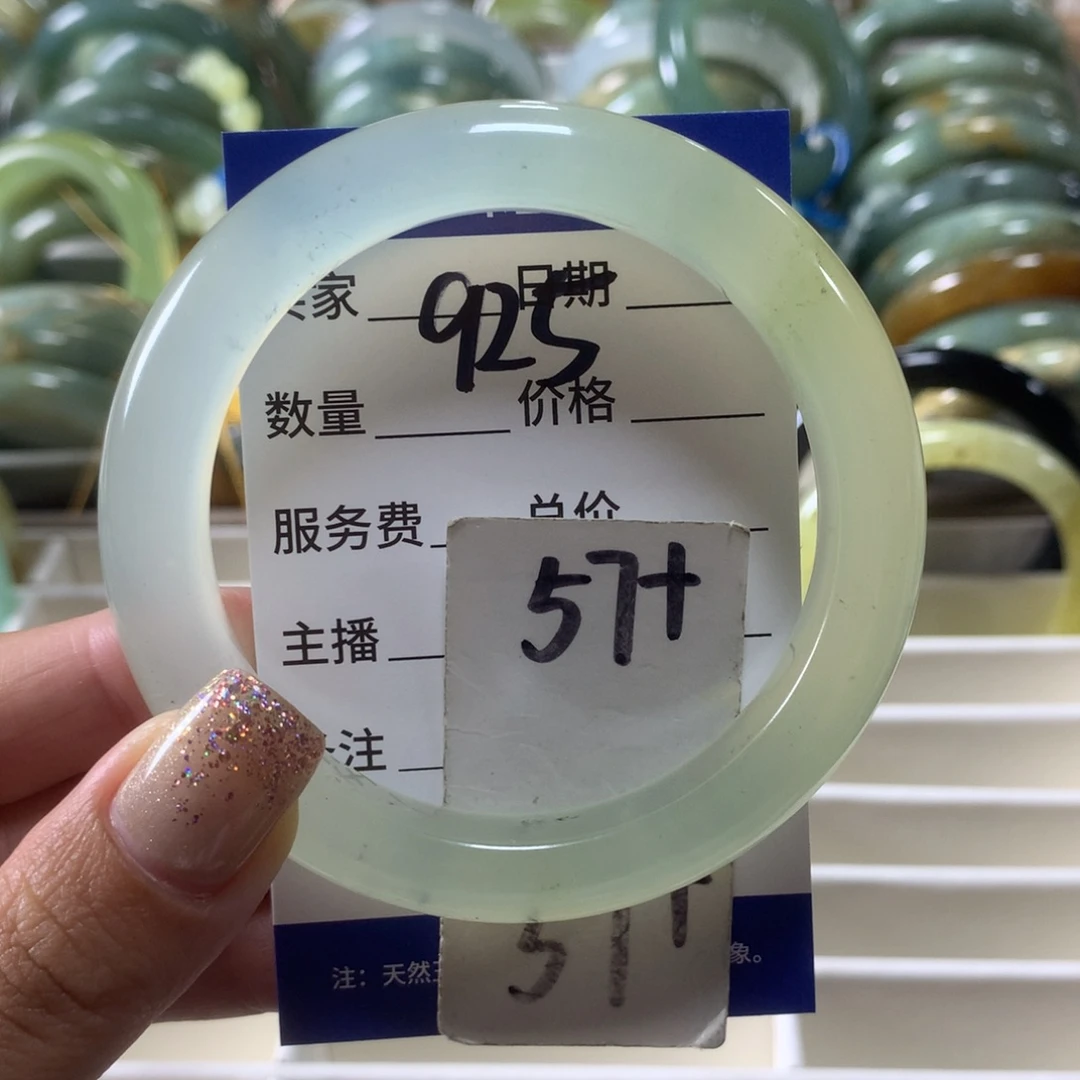 家 日期
925
数量 价格
服务费 总价
57+
主播
注
57+
注：天然 象。